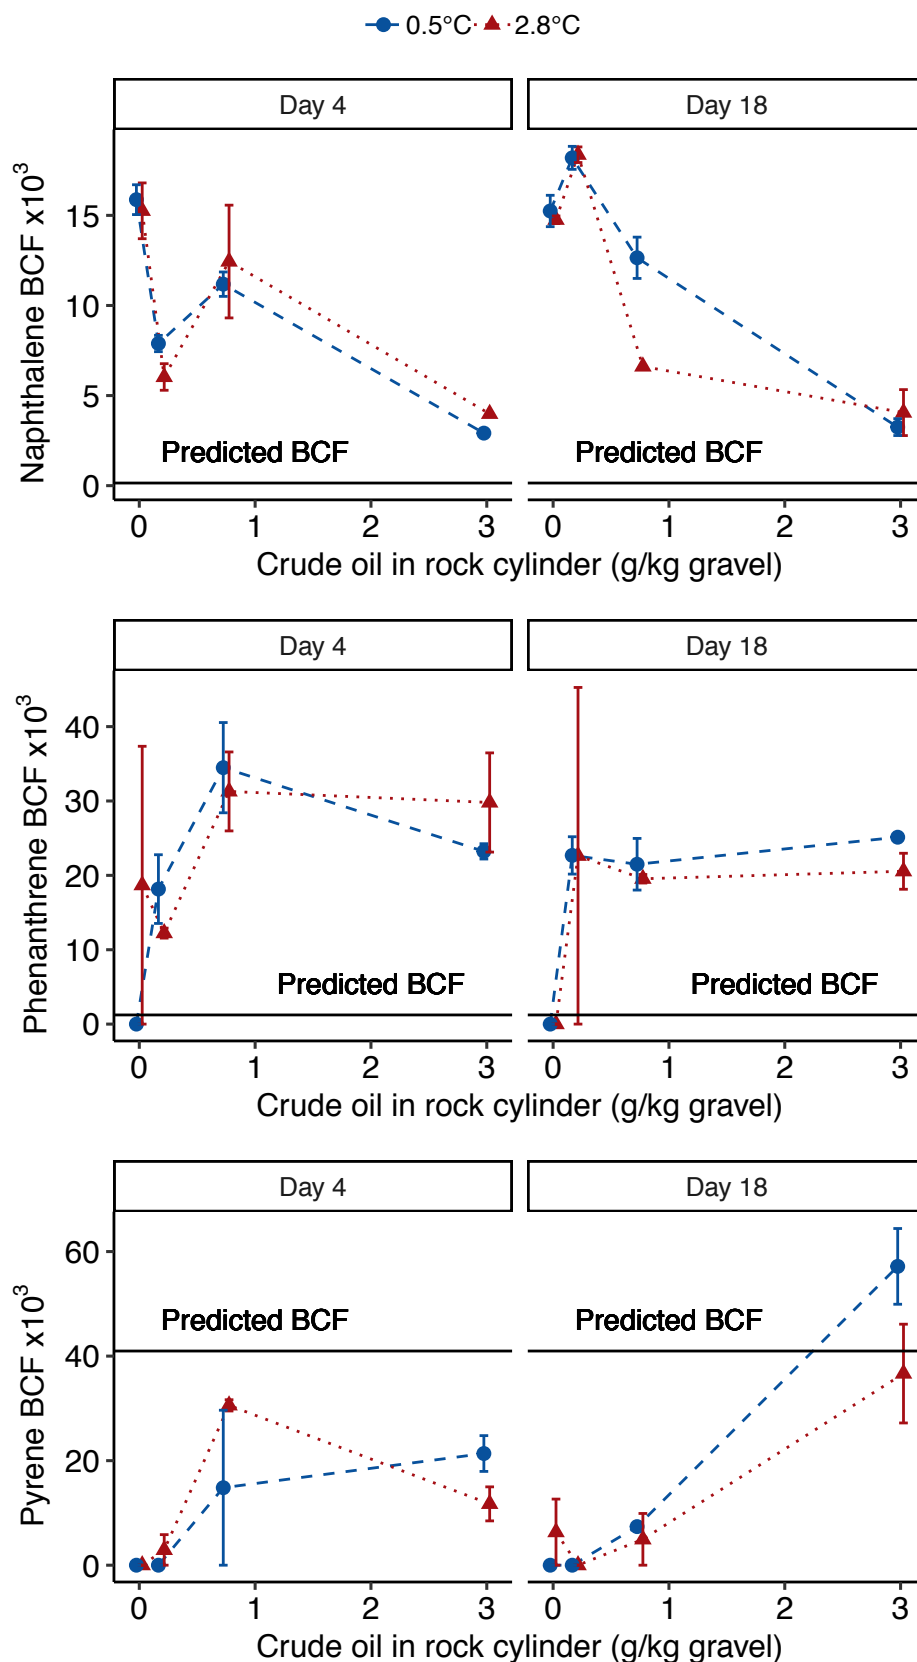 0.5°C 2.8°C
Day 4 Day 18
Naphthalene BCF x10³
15
10
5
0
Predicted BCF Predicted BCF
0 1 2 3 0 1 2 3
Crude oil in rock cylinder (g/kg gravel)
Day 4 Day 18
Phenanthrene BCF x10³
40
30
20
10
0
Predicted BCF Predicted BCF
0 1 2 3 0 1 2 3
Crude oil in rock cylinder (g/kg gravel)
Day 4 Day 18
Pyrene BCF x10³
60
40
20
0
Predicted BCF Predicted BCF
0 1 2 3 0 1 2 3
Crude oil in rock cylinder (g/kg gravel)